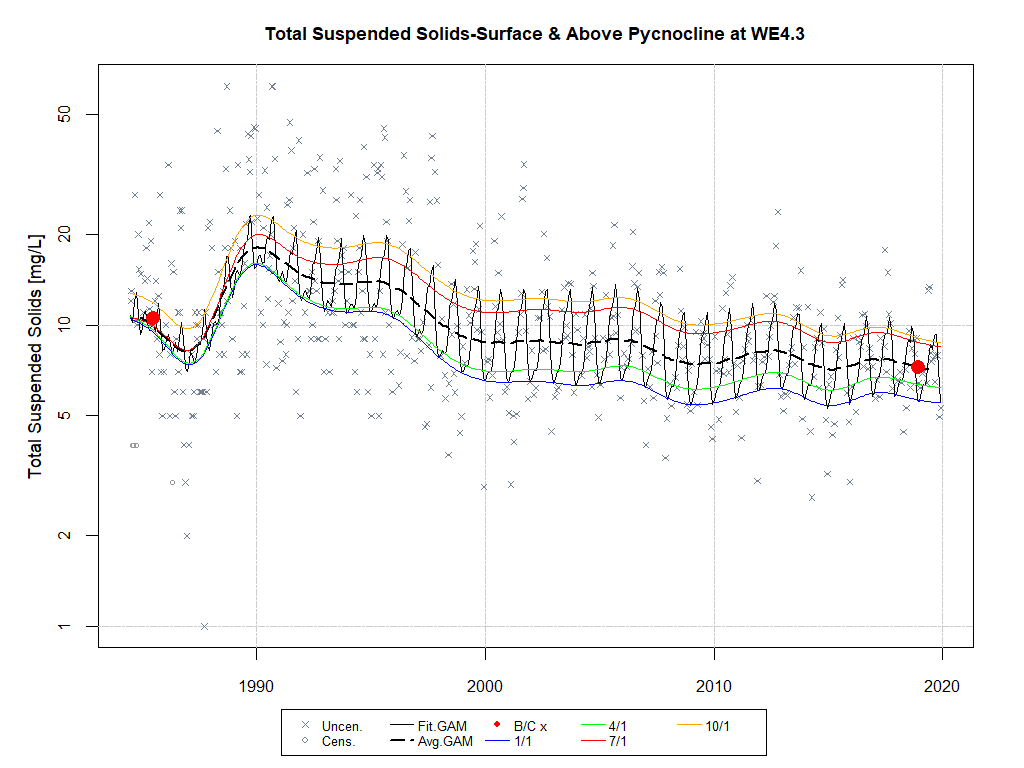 Total Suspended Solids-Surface & Above Pycnocline at WE4.3
Total Suspended Solids [mg/L]
50
20
10
5
2
1
1990 2000 2010 2020
Uncen. Fit.GAM B/C x 4/1 10/1
Cens. Avg.GAM 1/1 7/1